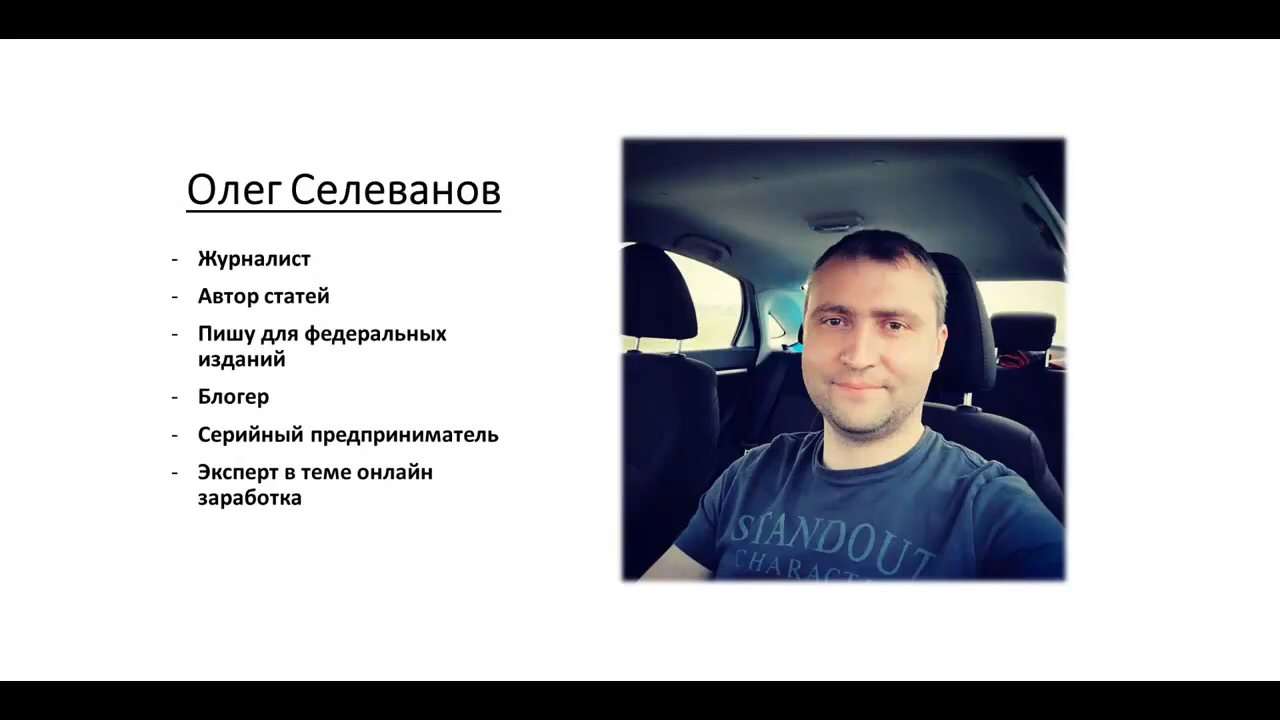 Олег Селеванов
- Журналист
- Автор статей
- Пишу для федеральных
изданий
- Блогер
- Серийный предприниматель
- Эксперт в теме онлайн
заработка
STANDOUT